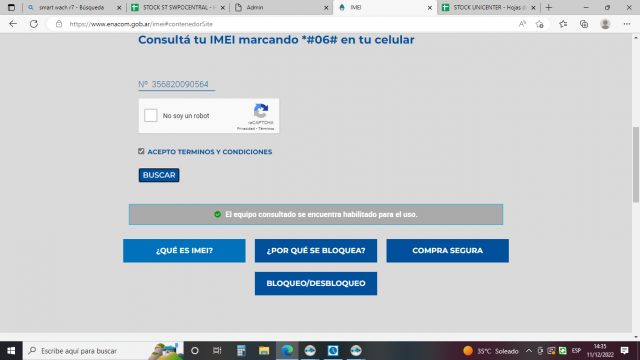 smart wach r7 - Búsqueda
STOCK ST SWPOCENTRAL -
Admin
IMEI
STOCK UNICENTER - Hojas d
https://www.enacom.gob.ar/imei#contenedorSite
Consultá tu IMEI marcando *#06# en tu celular
Nº 356820090564
No soy un robot
reCAPTCHA
Privacidad - Términos
ACEPTO TERMINOS Y CONDICIONES
BUSCAR
El equipo consultado se encuentra habilitado para el uso.
¿QUÉ ES IMEI?
¿POR QUÉ SE BLOQUEA?
COMPRA SEGURA
BLOQUEO/DESBLOQUEO
Escribe aquí para buscar
35°C Soleado
ESP
14:35
11/12/2022